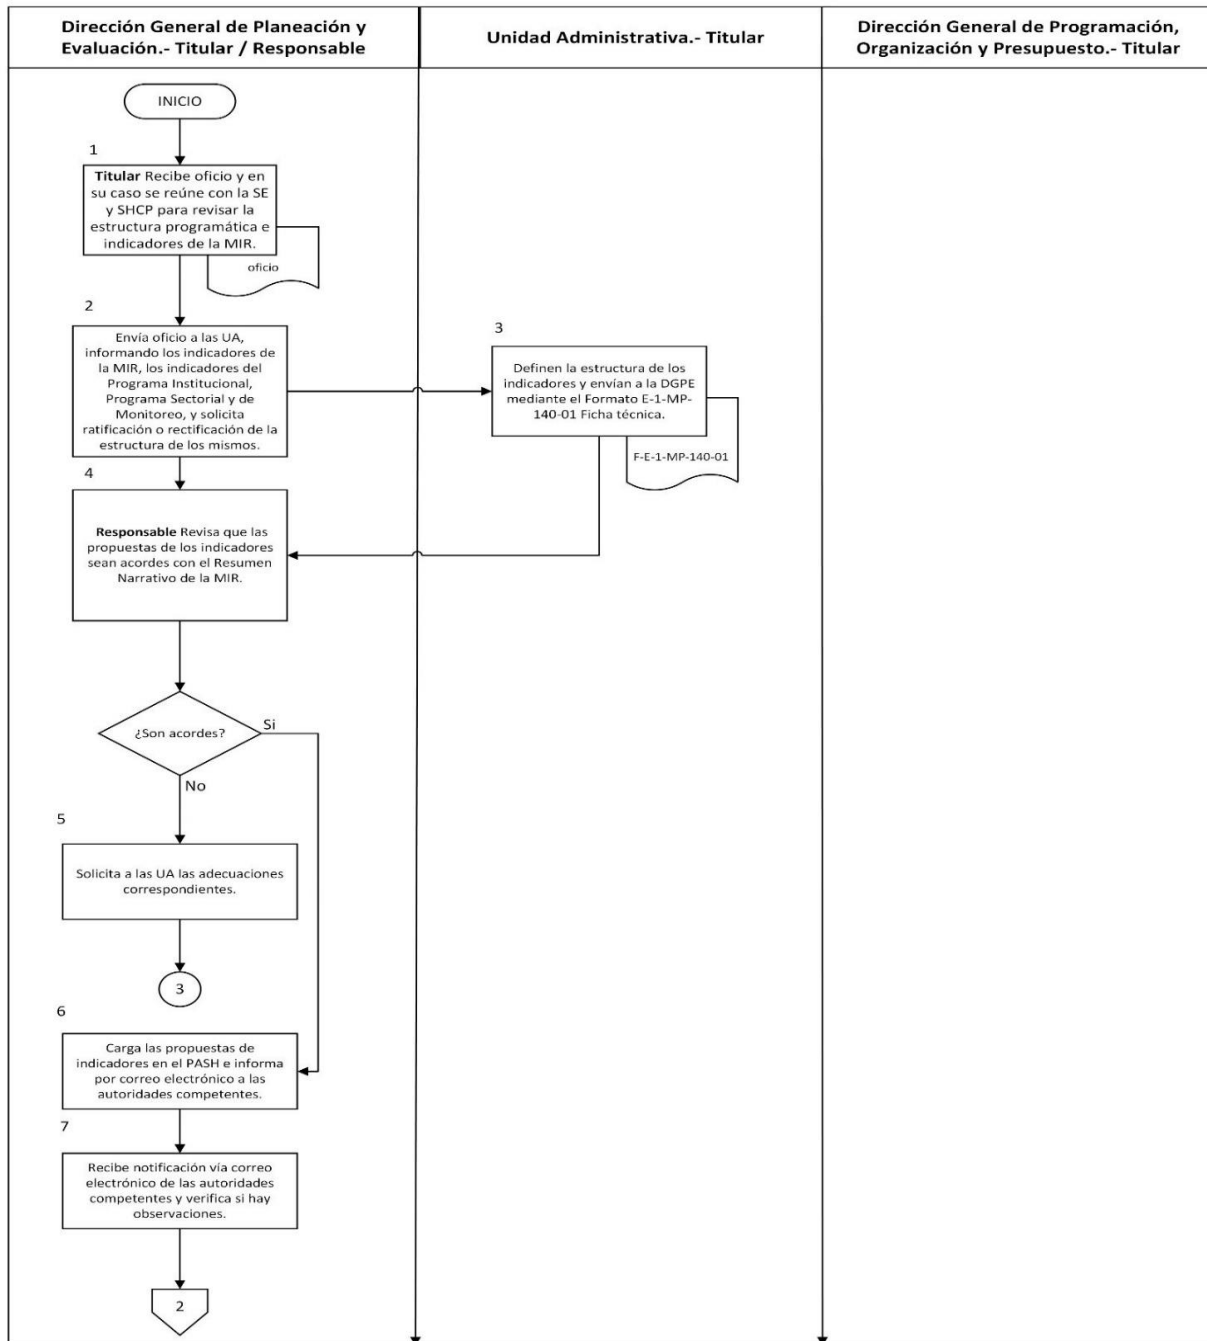 Dirección General de Planeación y
Evaluación.- Titular / Responsable
Unidad Administrativa.- Titular
Dirección General de Programación,
Organización y Presupuesto.- Titular
INICIO
1
Titular Recibe oficio y en
su caso se reúne con la SE
y SHCP para revisar la
estructura programática e
indicadores de la MIR.
oficio
2
Envía oficio a las UA,
informando los indicadores de
la MIR, los indicadores del
Programa Institucional,
Programa Sectorial y de
Monitoreo, y solicita
ratificación o rectificación de la
estructura de los mismos.
3
Definen la estructura de los
indicadores y envían a la DGPE
mediante el Formato E-1-MP-
140-01 Ficha técnica.
F-E-1-MP-140-01
4
Responsable Revisa que las
propuestas de los indicadores
sean acordes con el Resumen
Narrativo de la MIR.
¿Son acordes?
Si
No
5
Solicita a las UA las adecuaciones
correspondientes.
3
6
Carga las propuestas de
indicadores en el PASH e informa
por correo electrónico a las
autoridades competentes.
7
Recibe notificación vía correo
electrónico de las autoridades
competentes y verifica si hay
observaciones.
2